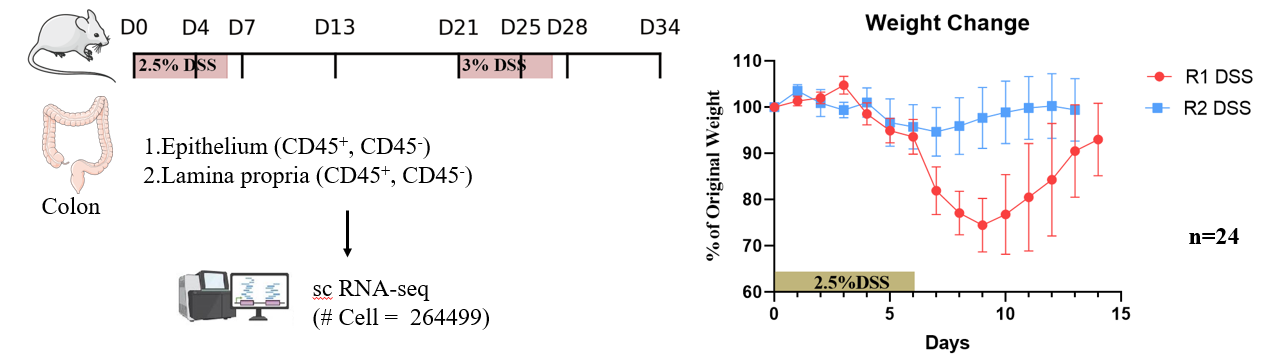 D0 D4 D7 D13 D21 D25 D28 D34
2.5% DSS 3% DSS
1.Epithelium (CD45⁺, CD45⁻)
2.Lamina propria (CD45⁺, CD45⁻)
Colon
sc RNA-seq
(# Cell = 264499)
Weight Change
% of Original Weight
110
100
90
80
70
60
2.5%DSS
0 5 10 15
Days
R1 DSS
R2 DSS
n=24